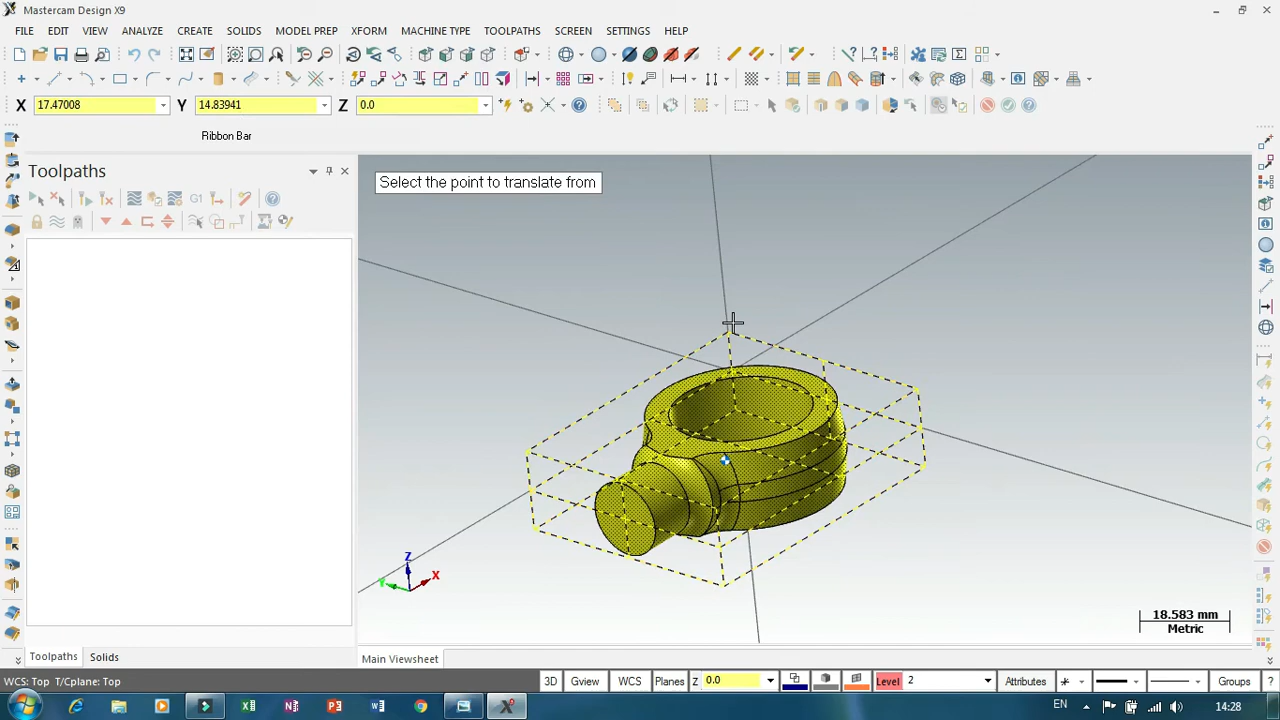 Mastercam Design X9
FILE EDIT VIEW ANALYZE CREATE SOLIDS MODEL PREP XFORM MACHINE TYPE TOOLPATHS SCREEN SETTINGS HELP
X 17.47008 Y 14.83941 Z 0.0
Ribbon Bar
Toolpaths
G1
Select the point to translate from
Z
X
Y
18.583 mm
Metric
Toolpaths Solids
Main Viewsheet
WCS: Top T/Cplane: Top
3D Gview WCS Planes Z 0.0 Level 2 Attributes Groups
EN 14:28